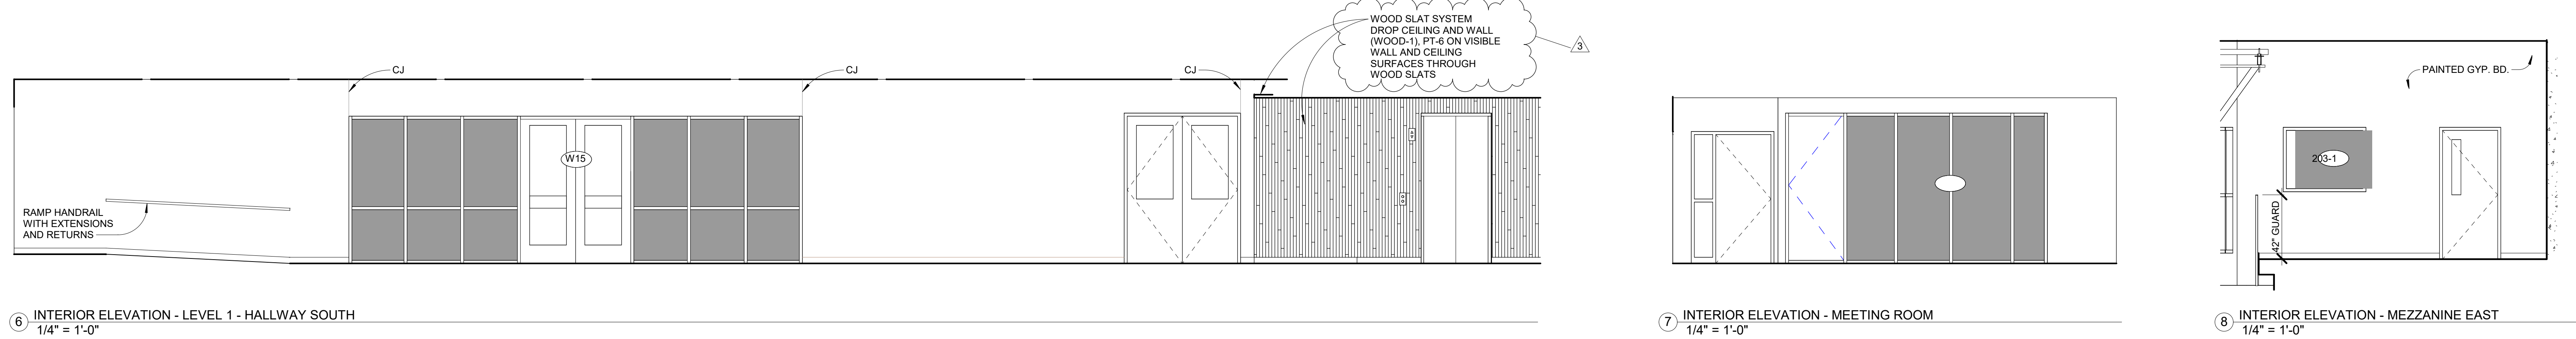 WOOD SLAT SYSTEM
DROP CEILING AND WALL
(WOOD-1), PT-6 ON VISIBLE
WALL AND CEILING
SURFACES THROUGH
WOOD SLATS
3
CJ
CJ
CJ
W15
RAMP HANDRAIL
WITH EXTENSIONS
AND RETURNS
6 INTERIOR ELEVATION - LEVEL 1 - HALLWAY SOUTH
1/4" = 1'-0"
7 INTERIOR ELEVATION - MEETING ROOM
1/4" = 1'-0"
PAINTED GYP. BD.
203-1
42" GUARD
8 INTERIOR ELEVATION - MEZZANINE EAST
1/4" = 1'-0"